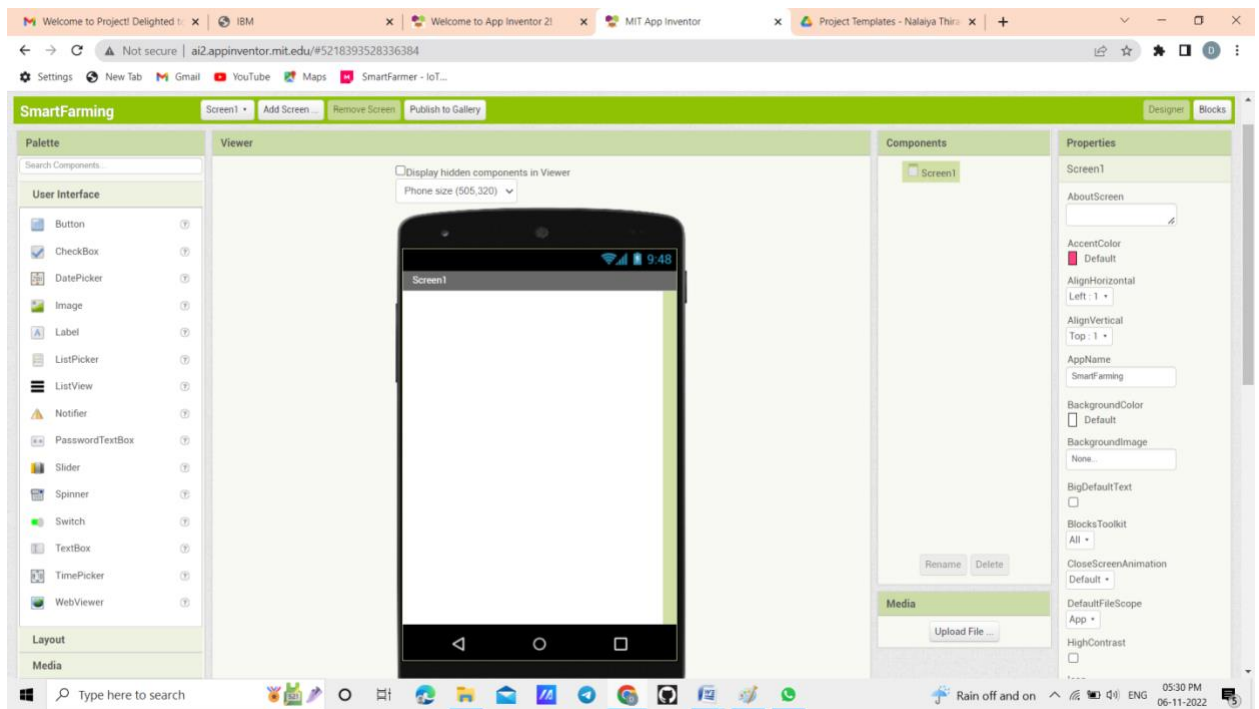 Welcome to Project! Delighted to
IBM
Welcome to App Inventor 2!
MIT App Inventor
Project Templates - Nalaiya Thira
Not secure | ai2.appinventor.mit.edu/#5218393528336384
D
Settings New Tab Gmail YouTube Maps SmartFarmer - IoT...
SmartFarming
Screen1 Add Screen ... Remove Screen Publish to Gallery
Designer Blocks
Palette
Search Components...
User Interface
Button
CheckBox
DatePicker
Image
Label
ListPicker
ListView
Notifier
PasswordTextBox
Slider
Spinner
Switch
TextBox
TimePicker
WebViewer
Layout
Media
Viewer
Display hidden components in Viewer
Phone size (505,320)
9:48
Screen1
Components
Screen1
Rename Delete
Media
Upload File ...
Properties
Screen1
AboutScreen
AccentColor
Default
AlignHorizontal
Left : 1
AlignVertical
Top : 1
AppName
SmartFarming
BackgroundColor
Default
BackgroundImage
None...
BigDefaultText
BlocksToolkit
All
CloseScreenAnimation
Default
DefaultFileScope
App
HighContrast
Type here to search
Rain off and on
ENG
05:30 PM
06-11-2022
5